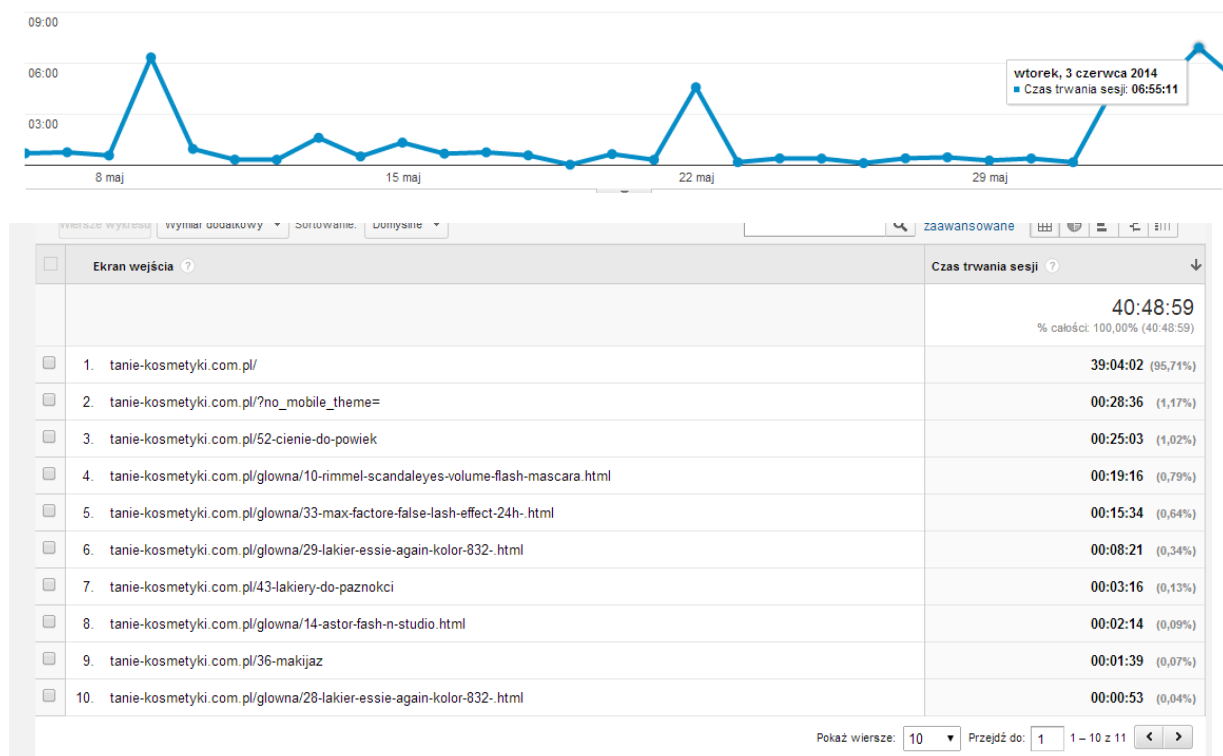 09:00
06:00
03:00
wtorek, 3 czerwca 2014
Czas trwania sesji: 06:55:11
8 maj 15 maj 22 maj 29 maj
Wiersze wykresu Wymiar dodatkowy Sortowanie: Domyślne zaawansowane
Ekran wejścia ? Czas trwania sesji ?
40:48:59
% całości: 100,00% (40:48:59)
1. tanie-kosmetyki.com.pl/ 39:04:02 (95,71%)
2. tanie-kosmetyki.com.pl/?no_mobile_theme= 00:28:36 (1,17%)
3. tanie-kosmetyki.com.pl/52-cienie-do-powiek 00:25:03 (1,02%)
4. tanie-kosmetyki.com.pl/glowna/10-rimmel-scandaleyes-volume-flash-mascara.html 00:19:16 (0,79%)
5. tanie-kosmetyki.com.pl/glowna/33-max-factore-false-lash-effect-24h-.html 00:15:34 (0,64%)
6. tanie-kosmetyki.com.pl/glowna/29-lakier-essie-again-kolor-832-.html 00:08:21 (0,34%)
7. tanie-kosmetyki.com.pl/43-lakiery-do-paznokci 00:03:16 (0,13%)
8. tanie-kosmetyki.com.pl/glowna/14-astor-fash-n-studio.html 00:02:14 (0,09%)
9. tanie-kosmetyki.com.pl/36-makijaz 00:01:39 (0,07%)
10. tanie-kosmetyki.com.pl/glowna/28-lakier-essie-again-kolor-832-.html 00:00:53 (0,04%)
Pokaż wiersze: 10 Przejdź do: 1 1 – 10 z 11